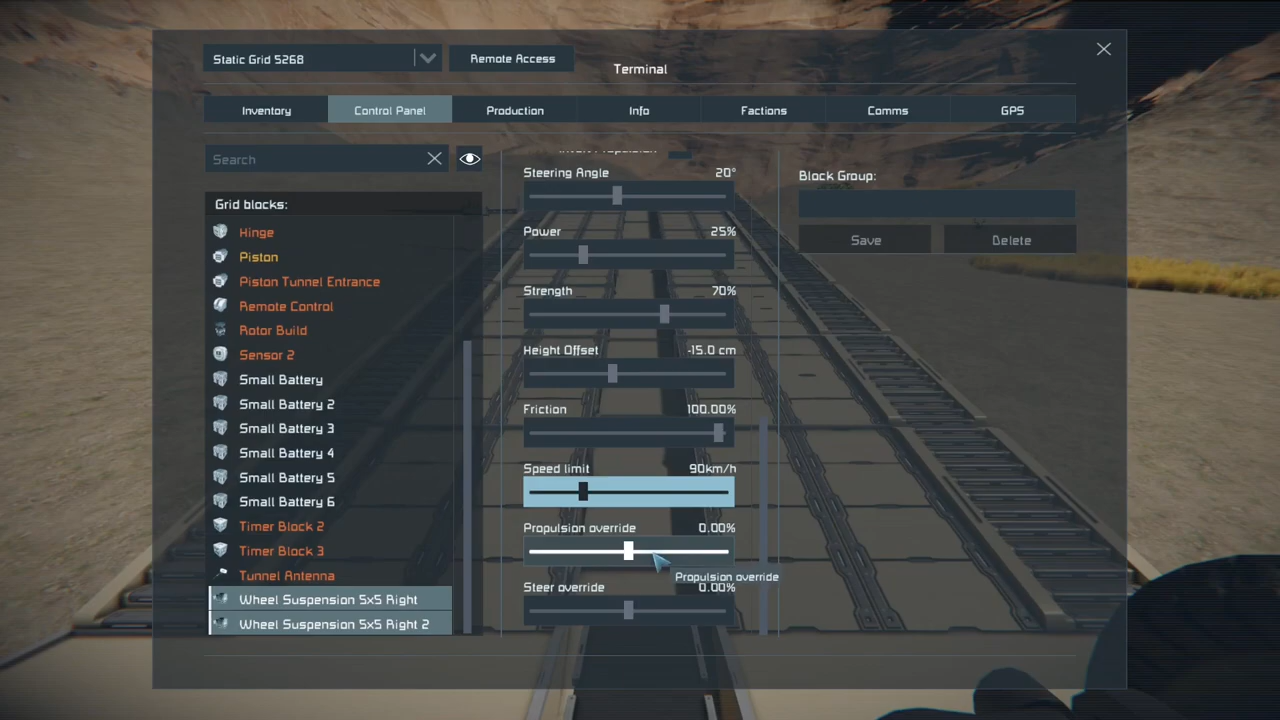 Static Grid 5268
Remote Access
Terminal
Inventory
Control Panel
Production
Info
Factions
Comms
GPS
Search
Grid blocks:
Hinge
Piston
Piston Tunnel Entrance
Remote Control
Rotor Build
Sensor 2
Small Battery
Small Battery 2
Small Battery 3
Small Battery 4
Small Battery 5
Small Battery 6
Timer Block 2
Timer Block 3
Tunnel Antenna
Wheel Suspension 5x5 Right
Wheel Suspension 5x5 Right 2
Steering Angle 20°
Power 25%
Strength 70%
Height Offset -15.0 cm
Friction 100.00%
Speed limit 90km/h
Propulsion override 0.00%
Propulsion override
Steer override 0.00%
Block Group:
Save
Delete